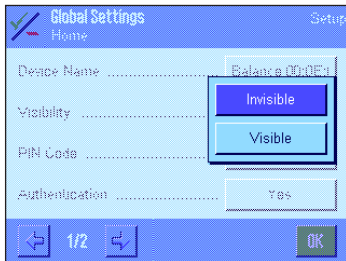 Global Settings
Setup
Home
Device Name
Balance 00:0E:
Invisible
Visibility
Visible
PIN Code
Authentication
Yes
1/2
OK